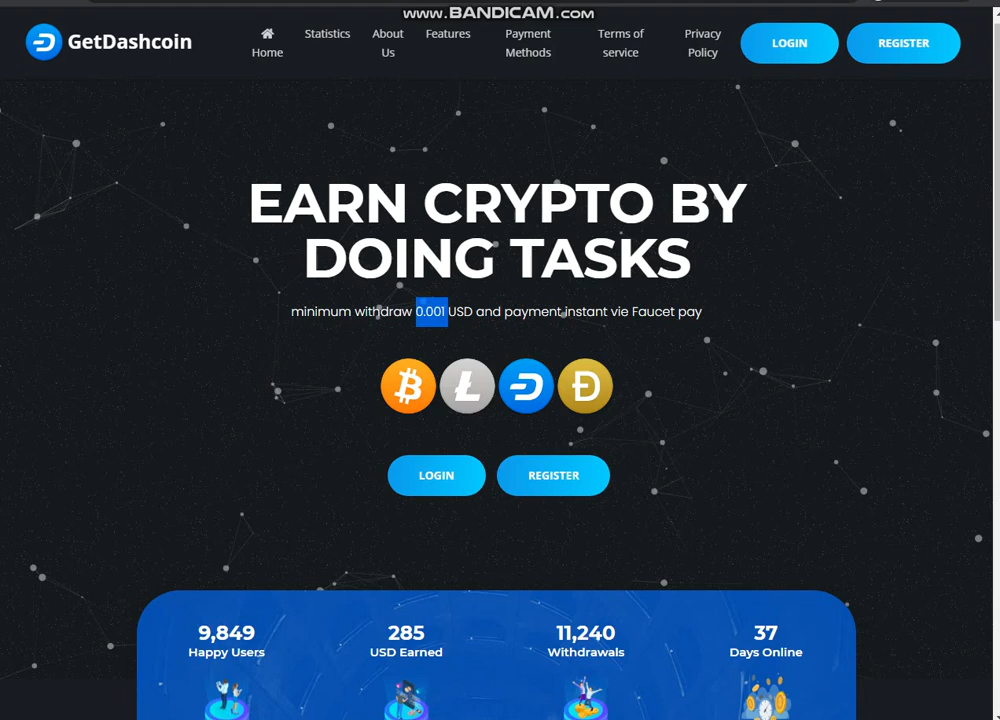 www.BANDICAM.com
GetDashcoin
Home
Statistics
About
Us
Features
Payment
Methods
Terms of
service
Privacy
Policy
LOGIN
REGISTER
EARN CRYPTO BY
DOING TASKS
minimum withdraw 0.001 USD and payment instant vie Faucet pay
LOGIN
REGISTER
9,849
Happy Users
285
USD Earned
11,240
Withdrawals
37
Days Online